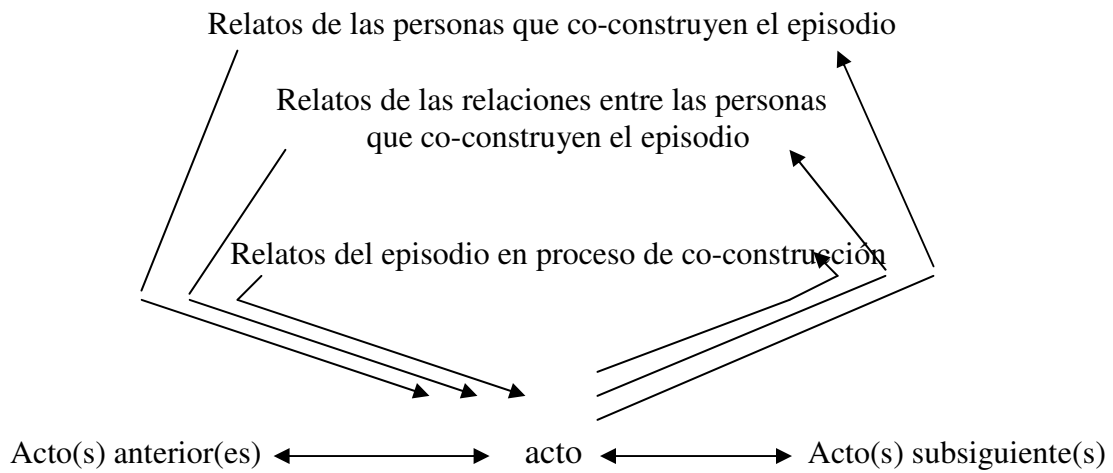 Relatos de las personas que co-construyen el episodio
Relatos de las relaciones entre las personas
que co-construyen el episodio
Relatos del episodio en proceso de co-construcción
Acto(s) anterior(es) acto Acto(s) subsiguiente(s)